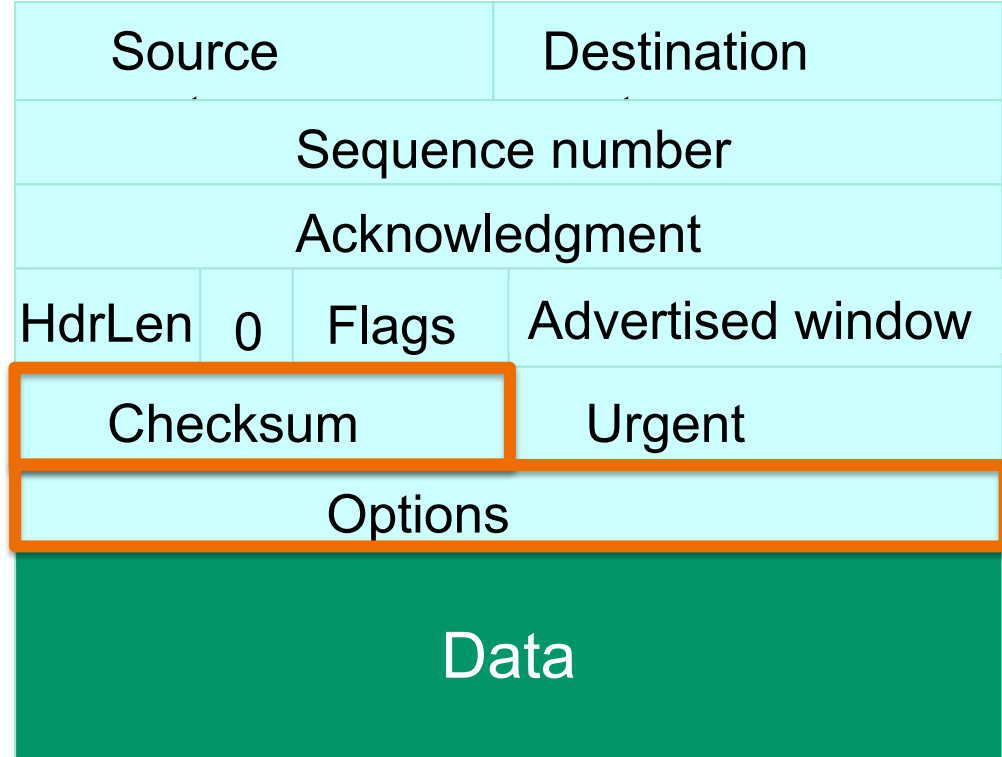 Source
Destination
Sequence number
Acknowledgment
HdrLen
0
Flags
Advertised window
Checksum
Urgent
Options
Data